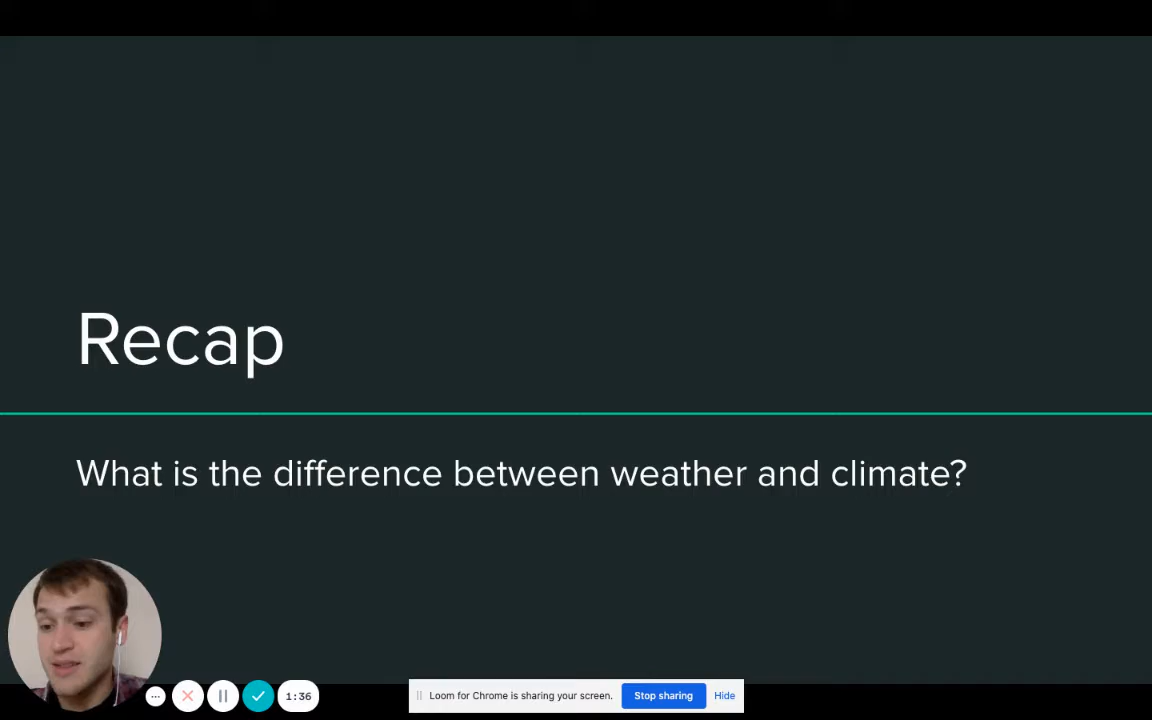 Recap
What is the difference between weather and climate?
1:36
Loom for Chrome is sharing your screen.
Stop sharing
Hide